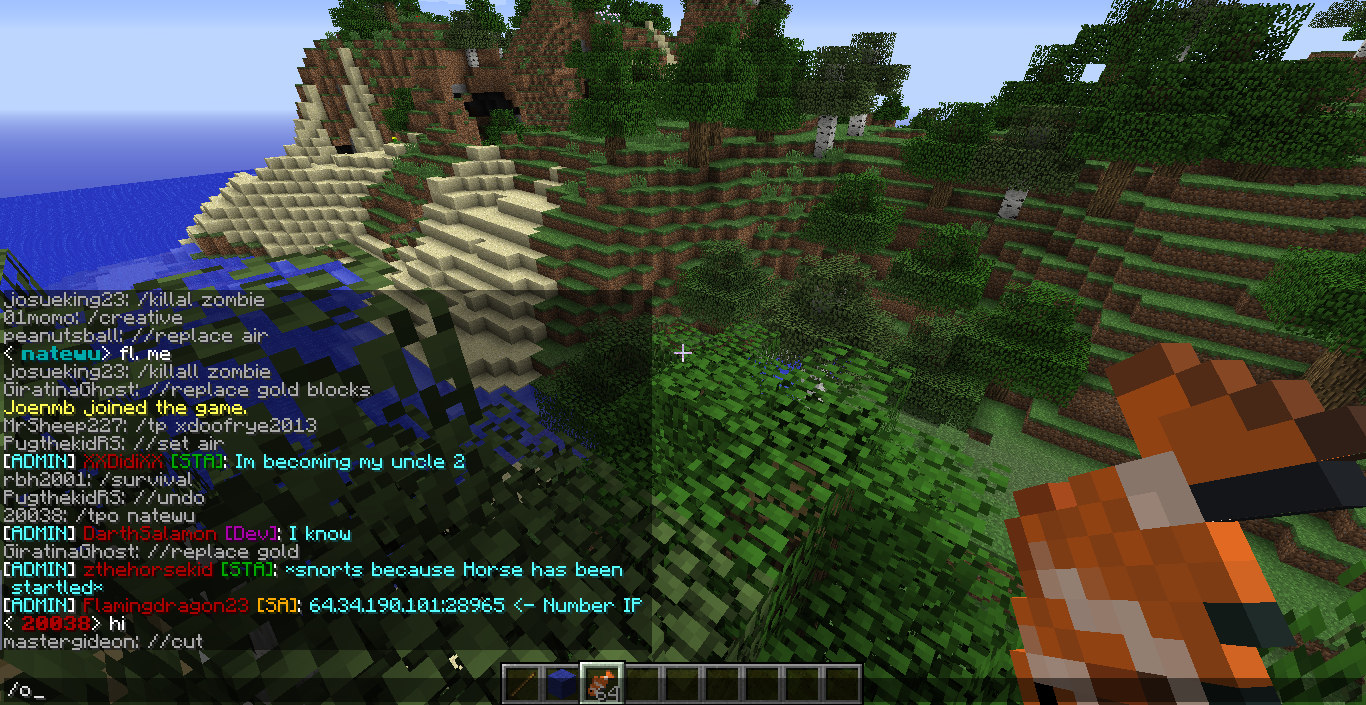 josueking23: /killal zombie
01momo: /creative
peanutsball: //replace air
< natewu> fl. me
josueking23: /killall zombie
GiratinaGhost: //replace gold blocks
Joenmb joined the game.
MrSheep227: /tp xdoofrye2013
PugthekidRS: //set air
[ADMIN] XXDidiXX [STA]: Im becoming my uncle 2
rbh2001: /survival
PugthekidRS: //undo
20038: /tpo natewu
[ADMIN] DarthSalamon [Dev]: I know
GiratinaGhost: //replace gold
[ADMIN] zthehorsekid [STA]: *snorts because Horse has been
startled*
[ADMIN] Flamingdragon23 [SA]: 64.34.190.101:28965 <- Number IP
< 20038> hi
mastergideon: //cut
64
/o_